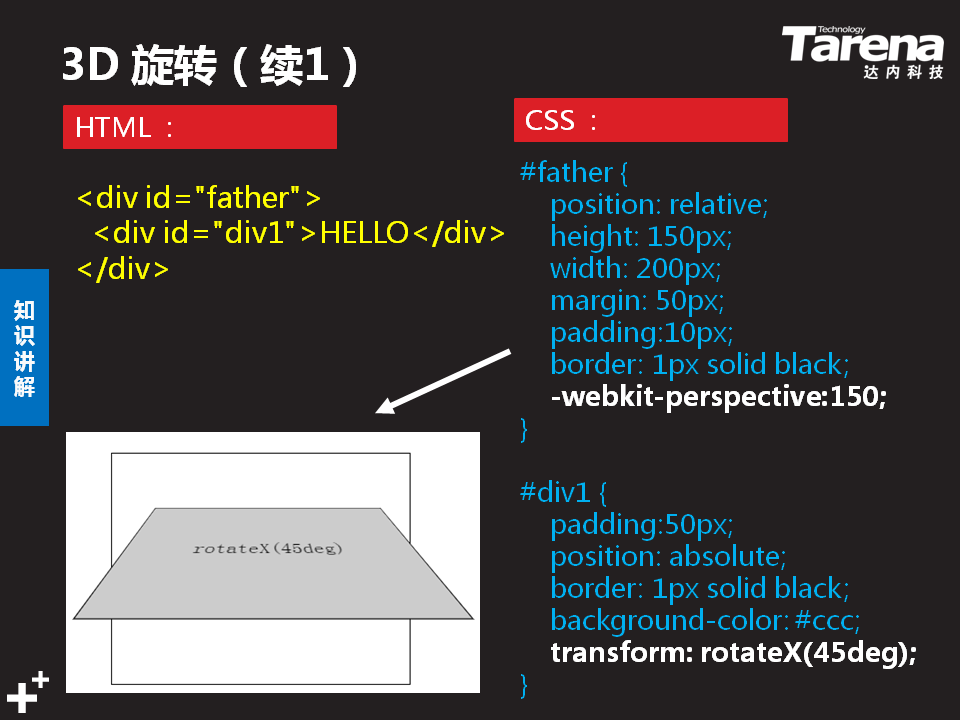 3D 旋转（续1）
Technology
Tarena
达内科技
HTML ：
<div id="father">
<div id="div1">HELLO</div>
</div>
知识讲解
rotateX(45deg)
CSS ：
#father {
position: relative;
height: 150px;
width: 200px;
margin: 50px;
padding:10px;
border: 1px solid black;
-webkit-perspective:150;
}
#div1 {
padding:50px;
position: absolute;
border: 1px solid black;
background-color: #ccc;
transform: rotateX(45deg);
}